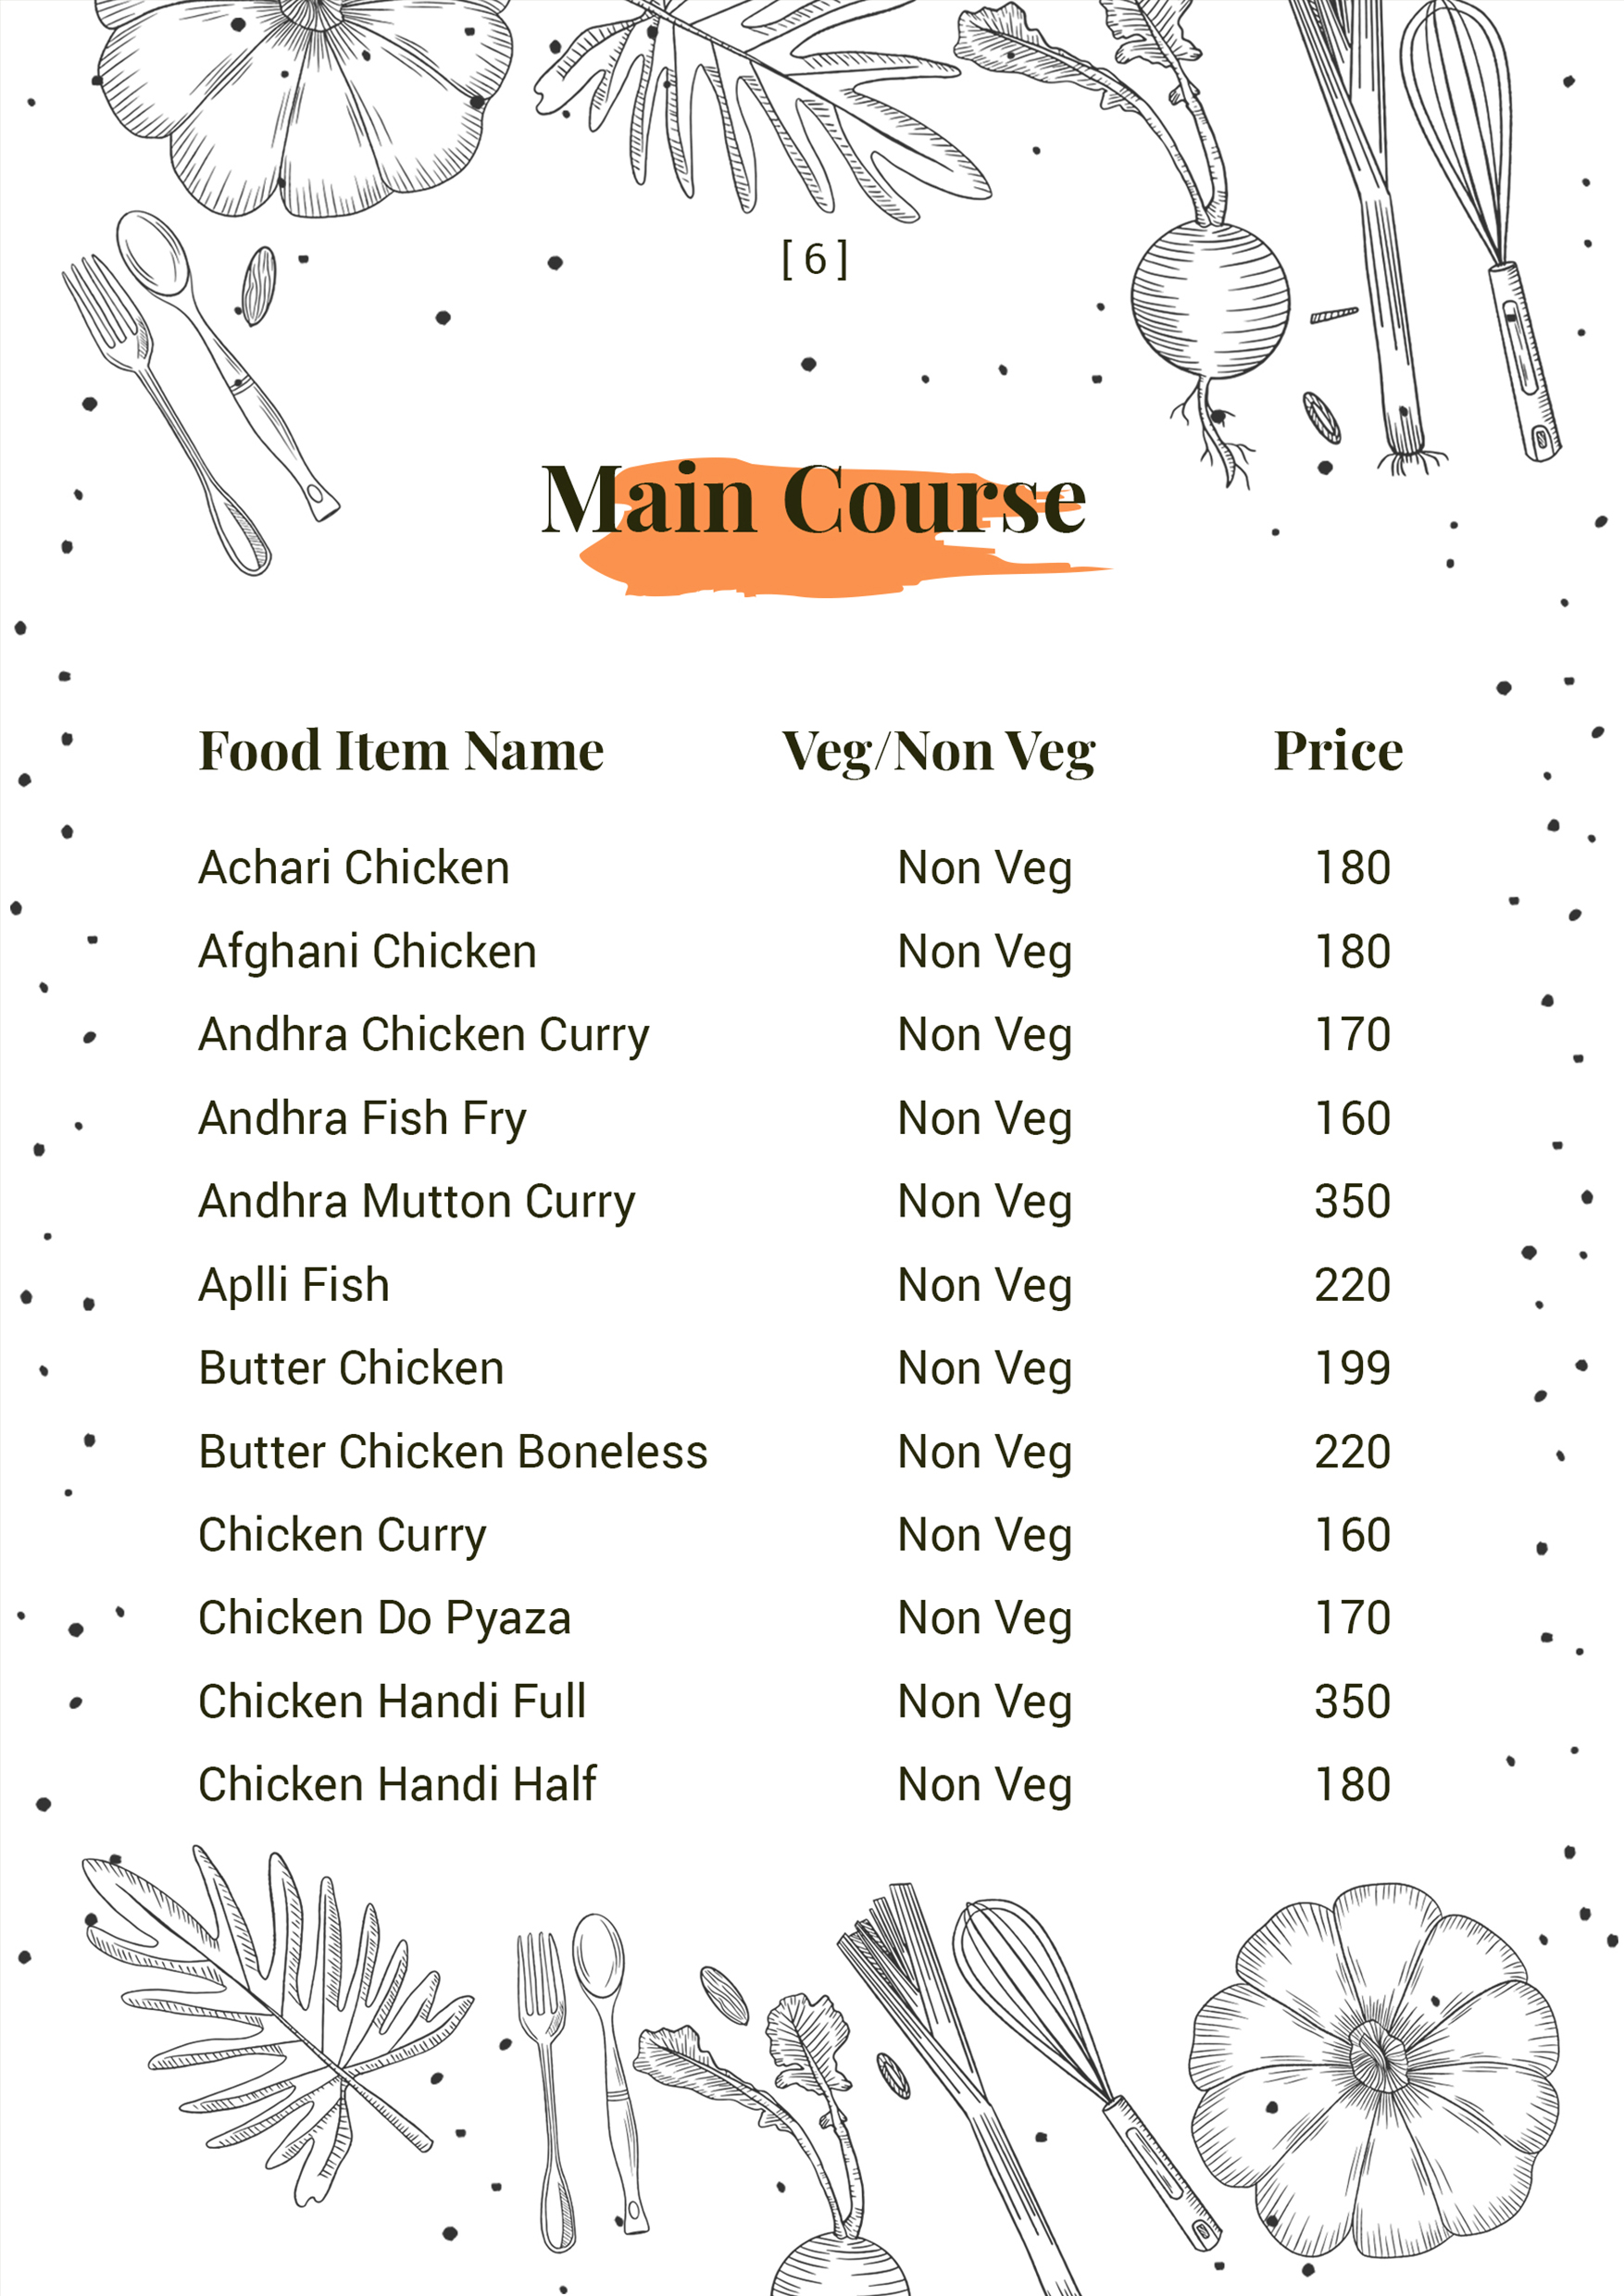 [ 6 ]
Main Course
Food Item Name Veg/Non Veg Price
Achari Chicken Non Veg 180
Afghani Chicken Non Veg 180
Andhra Chicken Curry Non Veg 170
Andhra Fish Fry Non Veg 160
Andhra Mutton Curry Non Veg 350
Aplli Fish Non Veg 220
Butter Chicken Non Veg 199
Butter Chicken Boneless Non Veg 220
Chicken Curry Non Veg 160
Chicken Do Pyaza Non Veg 170
Chicken Handi Full Non Veg 350
Chicken Handi Half Non Veg 180